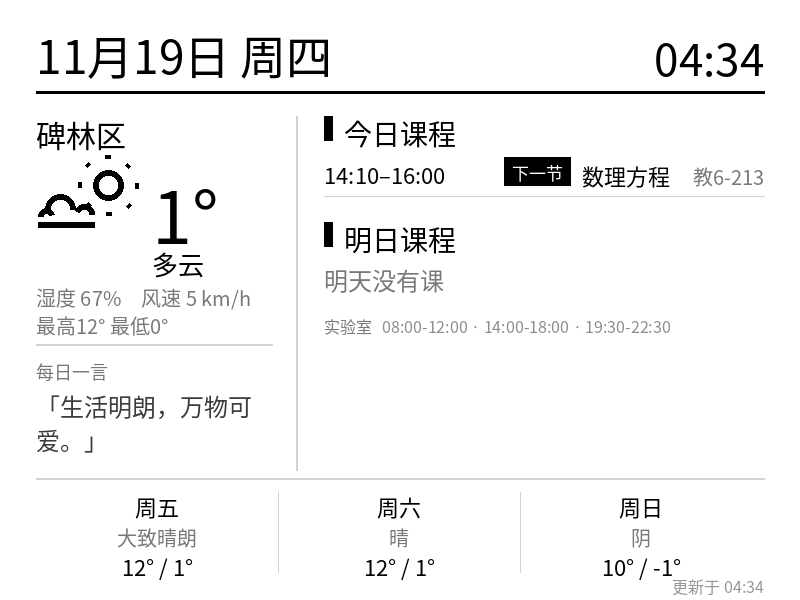 11月19日 周四
04:34
碑林区
1°
多云
湿度 67% 风速 5 km/h
最高12° 最低0°
每日一言
「生活明朗，万物可
爱。」
今日课程
14:10–16:00 下一节 数理方程 教6-213
明日课程
明天没有课
实验室 08:00-12:00 · 14:00-18:00 · 19:30-22:30
周五
大致晴朗
12° / 1°
周六
晴
12° / 1°
周日
阴
10° / -1°
更新于 04:34